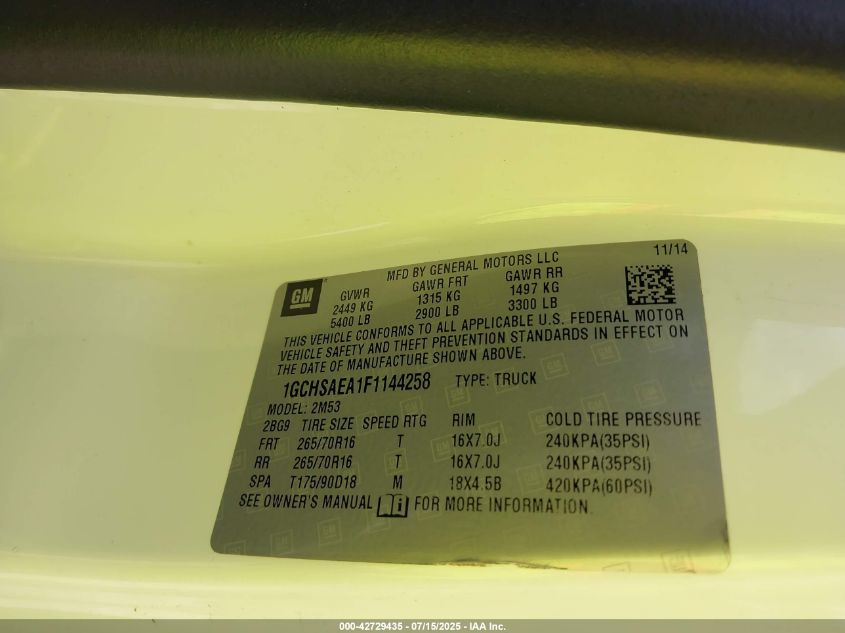 MFD BY GENERAL MOTORS LLC 11/14
GM
GVWR GAWR FRT GAWR RR
2449 KG 1315 KG 1497 KG
5400 LB 2900 LB 3300 LB
THIS VEHICLE CONFORMS TO ALL APPLICABLE U.S. FEDERAL MOTOR
VEHICLE SAFETY AND THEFT PREVENTION STANDARDS IN EFFECT ON
THE DATE OF MANUFACTURE SHOWN ABOVE.
1GCHSAEA1F1144258 TYPE: TRUCK
MODEL: 2M53
2BG9 TIRE SIZE SPEED RTG RIM COLD TIRE PRESSURE
FRT 265/70R16 T 16X7.0J 240KPA(35PSI)
RR 265/70R16 T 16X7.0J 240KPA(35PSI)
SPA T175/90D18 M 18X4.5B 420KPA(60PSI)
SEE OWNER'S MANUAL i FOR MORE INFORMATION.
000-42729435 - 07/15/2025 - IAA Inc.